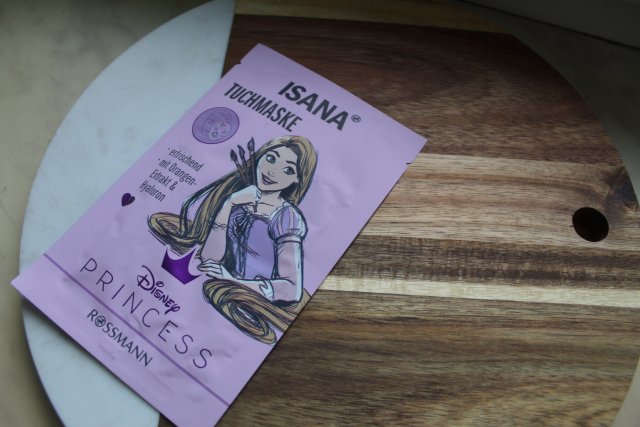 ISANA®
TUCHMASKE
· erfrischend
· mit Orangen-
Extrakt &
Hyaluron
Disney
PRINCESS
ROSSMANN